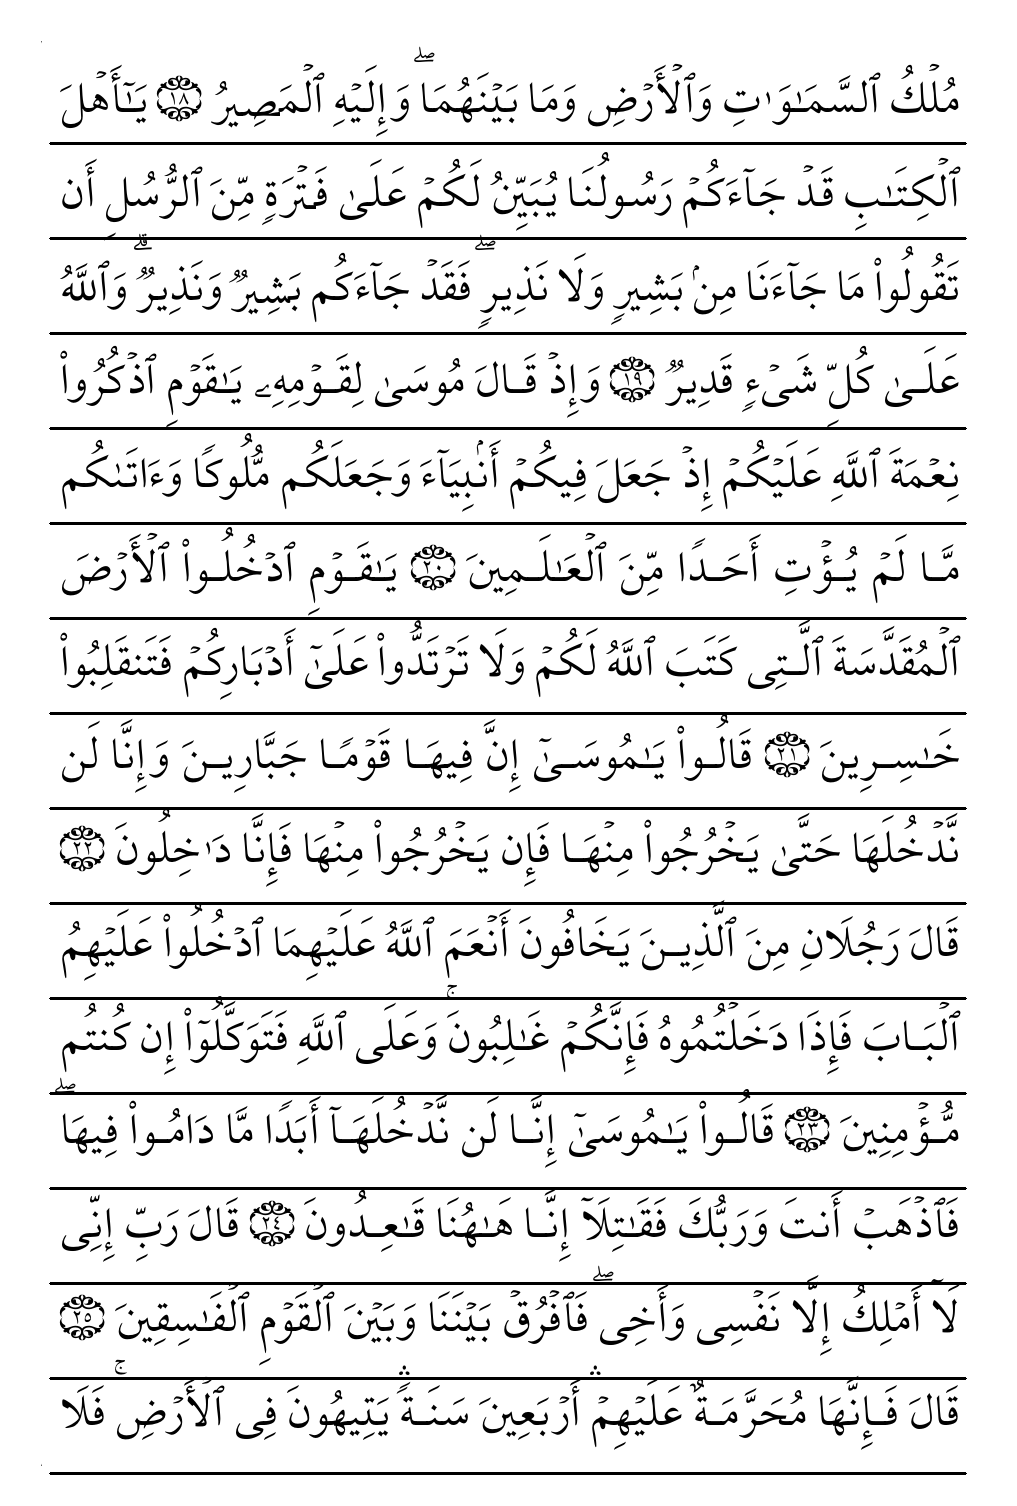 مُلۡكُ ٱلسَّمَٰوَٰتِ وَٱلۡأَرۡضِ وَمَا بَيۡنَهُمَاۖ وَإِلَيۡهِ ٱلۡمَصِيرُ ١٨ يَٰٓأَهۡلَ
ٱلۡكِتَٰبِ قَدۡ جَآءَكُمۡ رَسُولُنَا يُبَيِّنُ لَكُمۡ عَلَىٰ فَتۡرَةٖ مِّنَ ٱلرُّسُلِ أَن
تَقُولُواْ مَا جَآءَنَا مِنۢ بَشِيرٖ وَلَا نَذِيرٖۖ فَقَدۡ جَآءَكُم بَشِيرٞ وَنَذِيرٞۗ وَٱللَّهُ
عَلَىٰ كُلِّ شَيۡءٖ قَدِيرٞ ١٩ وَإِذۡ قَالَ مُوسَىٰ لِقَوۡمِهِۦ يَٰقَوۡمِ ٱذۡكُرُواْ
نِعۡمَةَ ٱللَّهِ عَلَيۡكُمۡ إِذۡ جَعَلَ فِيكُمۡ أَنۢبِيَآءَ وَجَعَلَكُم مُّلُوكٗا وَءَاتَىٰكُم
مَّا لَمۡ يُؤۡتِ أَحَدٗا مِّنَ ٱلۡعَٰلَمِينَ ٢٠ يَٰقَوۡمِ ٱدۡخُلُواْ ٱلۡأَرۡضَ
ٱلۡمُقَدَّسَةَ ٱلَّتِي كَتَبَ ٱللَّهُ لَكُمۡ وَلَا تَرۡتَدُّواْ عَلَىٰٓ أَدۡبَارِكُمۡ فَتَنقَلِبُواْ
خَٰسِرِينَ ٢١ قَالُواْ يَٰمُوسَىٰٓ إِنَّ فِيهَا قَوۡمٗا جَبَّارِينَ وَإِنَّا لَن
نَّدۡخُلَهَا حَتَّىٰ يَخۡرُجُواْ مِنۡهَا فَإِن يَخۡرُجُواْ مِنۡهَا فَإِنَّا دَٰخِلُونَ ٢٢
قَالَ رَجُلَانِ مِنَ ٱلَّذِينَ يَخَافُونَ أَنۡعَمَ ٱللَّهُ عَلَيۡهِمَا ٱدۡخُلُواْ عَلَيۡهِمُ
ٱلۡبَابَ فَإِذَا دَخَلۡتُمُوهُ فَإِنَّكُمۡ غَٰلِبُونَۚ وَعَلَى ٱللَّهِ فَتَوَكَّلُوٓاْ إِن كُنتُم
مُّؤۡمِنِينَ ٢٣ قَالُواْ يَٰمُوسَىٰٓ إِنَّا لَن نَّدۡخُلَهَآ أَبَدٗا مَّا دَامُواْ فِيهَاۖ
فَٱذۡهَبۡ أَنتَ وَرَبُّكَ فَقَٰتِلَآ إِنَّا هَٰهُنَا قَٰعِدُونَ ٢٤ قَالَ رَبِّ إِنِّي
لَآ أَمۡلِكُ إِلَّا نَفۡسِي وَأَخِيۖ فَٱفۡرُقۡ بَيۡنَنَا وَبَيۡنَ ٱلۡقَوۡمِ ٱلۡفَٰسِقِينَ ٢٥
قَالَ فَإِنَّهَا مُحَرَّمَةٌ عَلَيۡهِمۡۛ أَرۡبَعِينَ سَنَةٗۛ يَتِيهُونَ فِي ٱلۡأَرۡضِۚ فَلَا